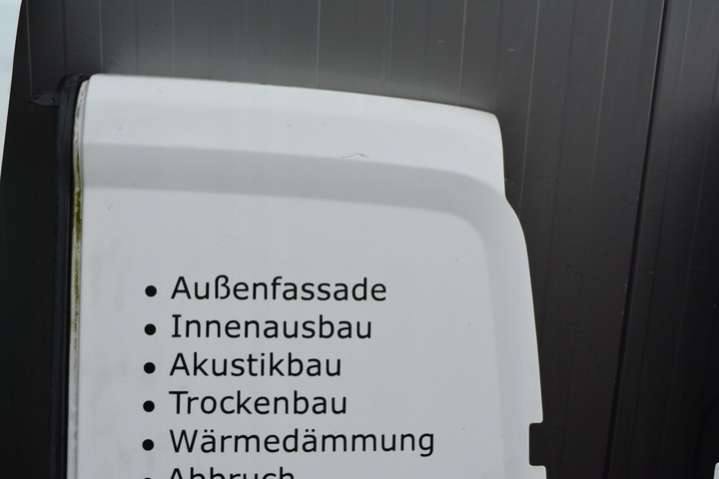 • Außenfassade
• Innenausbau
• Akustikbau
• Trockenbau
• Wärmedämmung
• Abbruch